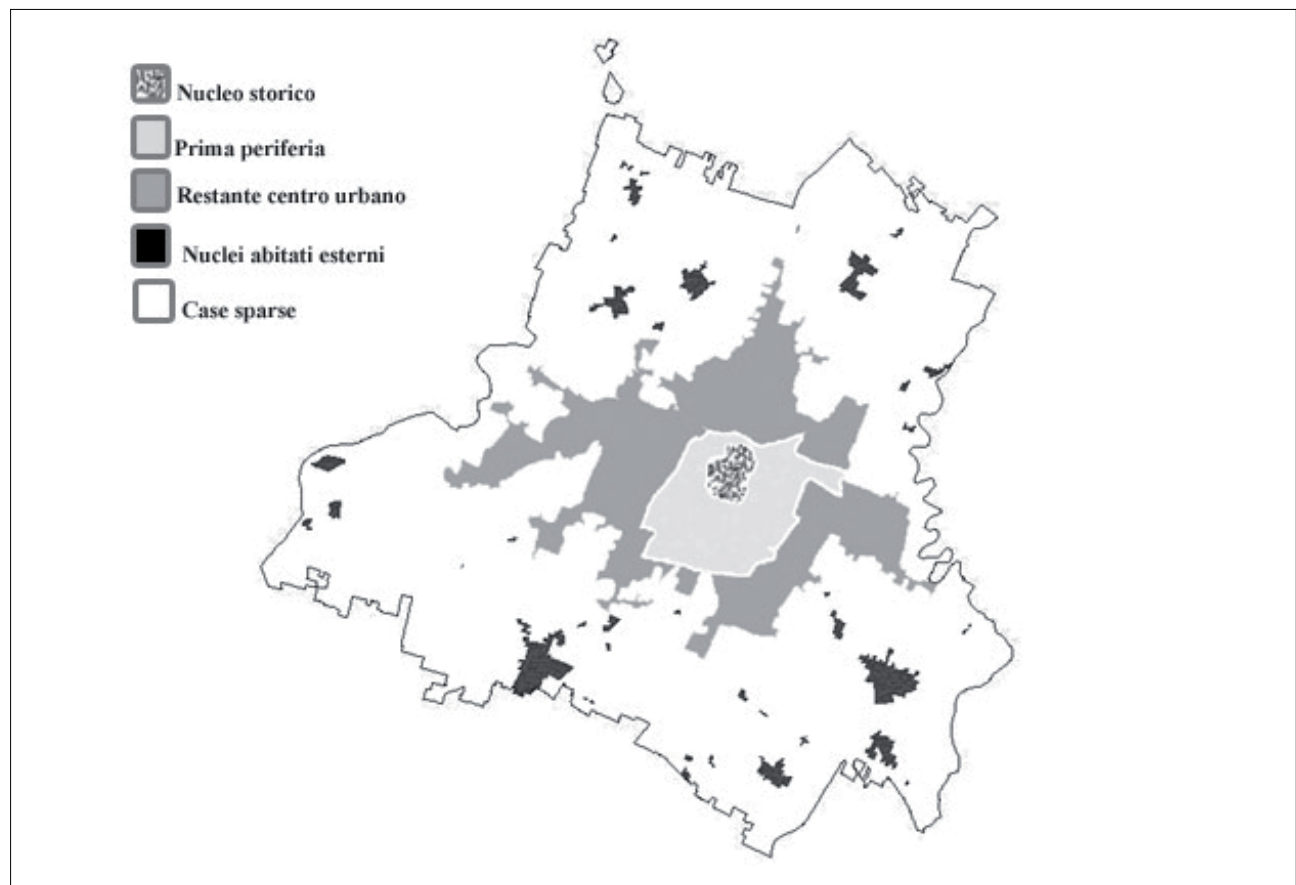 Nucleo storico
Prima periferia
Restante centro urbano
Nuclei abitati esterni
Case sparse